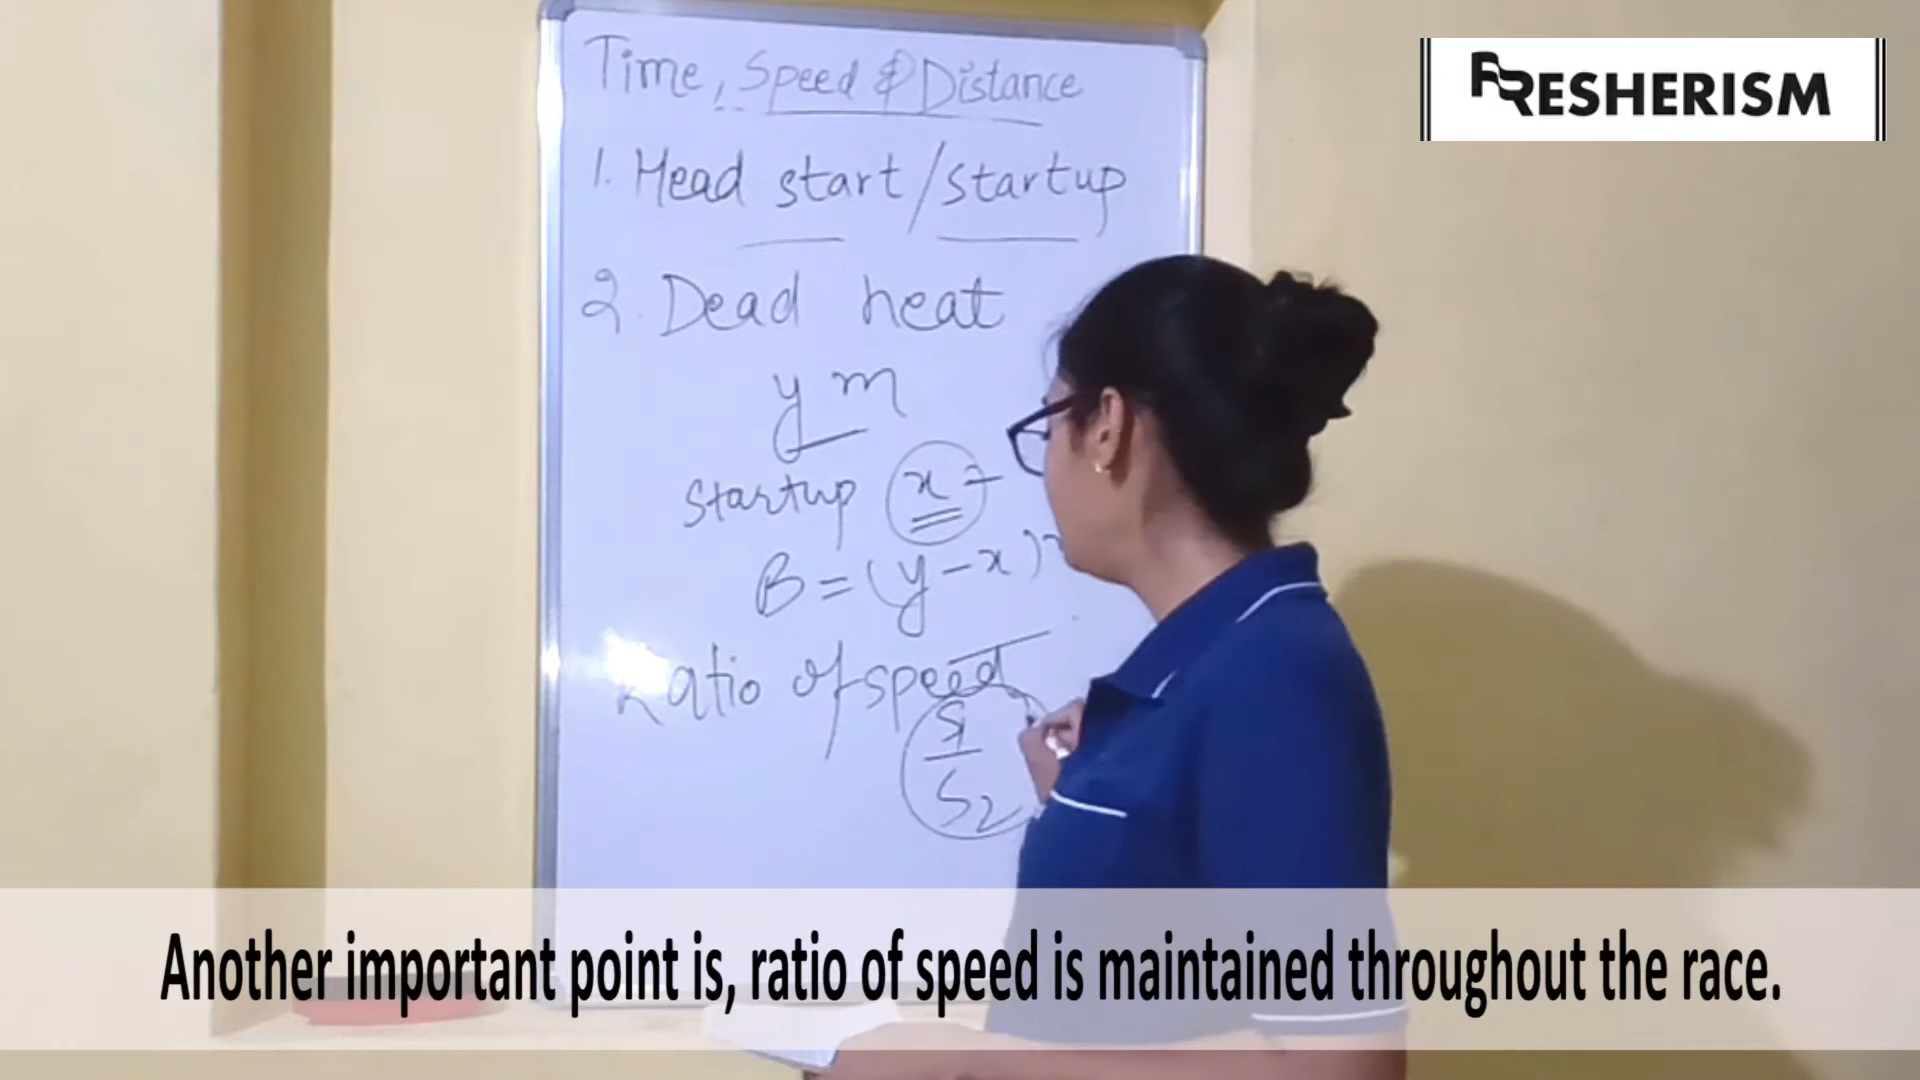 Time, Speed & Distance
FRESHERISM
1. Head start/startup
2. Dead heat
y m
startup x =
B = (y-x)
Ratio of speed
S1
S2
Another important point is, ratio of speed is maintained throughout the race.